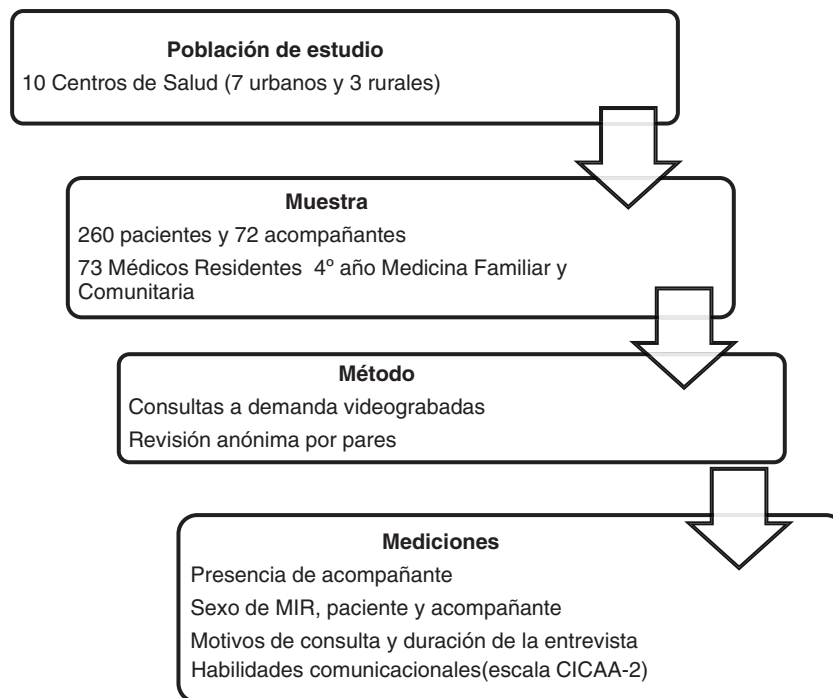 Población de estudio
10 Centros de Salud (7 urbanos y 3 rurales)
Muestra
260 pacientes y 72 acompañantes
73 Médicos Residentes 4º año Medicina Familiar y
Comunitaria
Método
Consultas a demanda videograbadas
Revisión anónima por pares
Mediciones
Presencia de acompañante
Sexo de MIR, paciente y acompañante
Motivos de consulta y duración de la entrevista
Habilidades comunicacionales(escala CICAA-2)